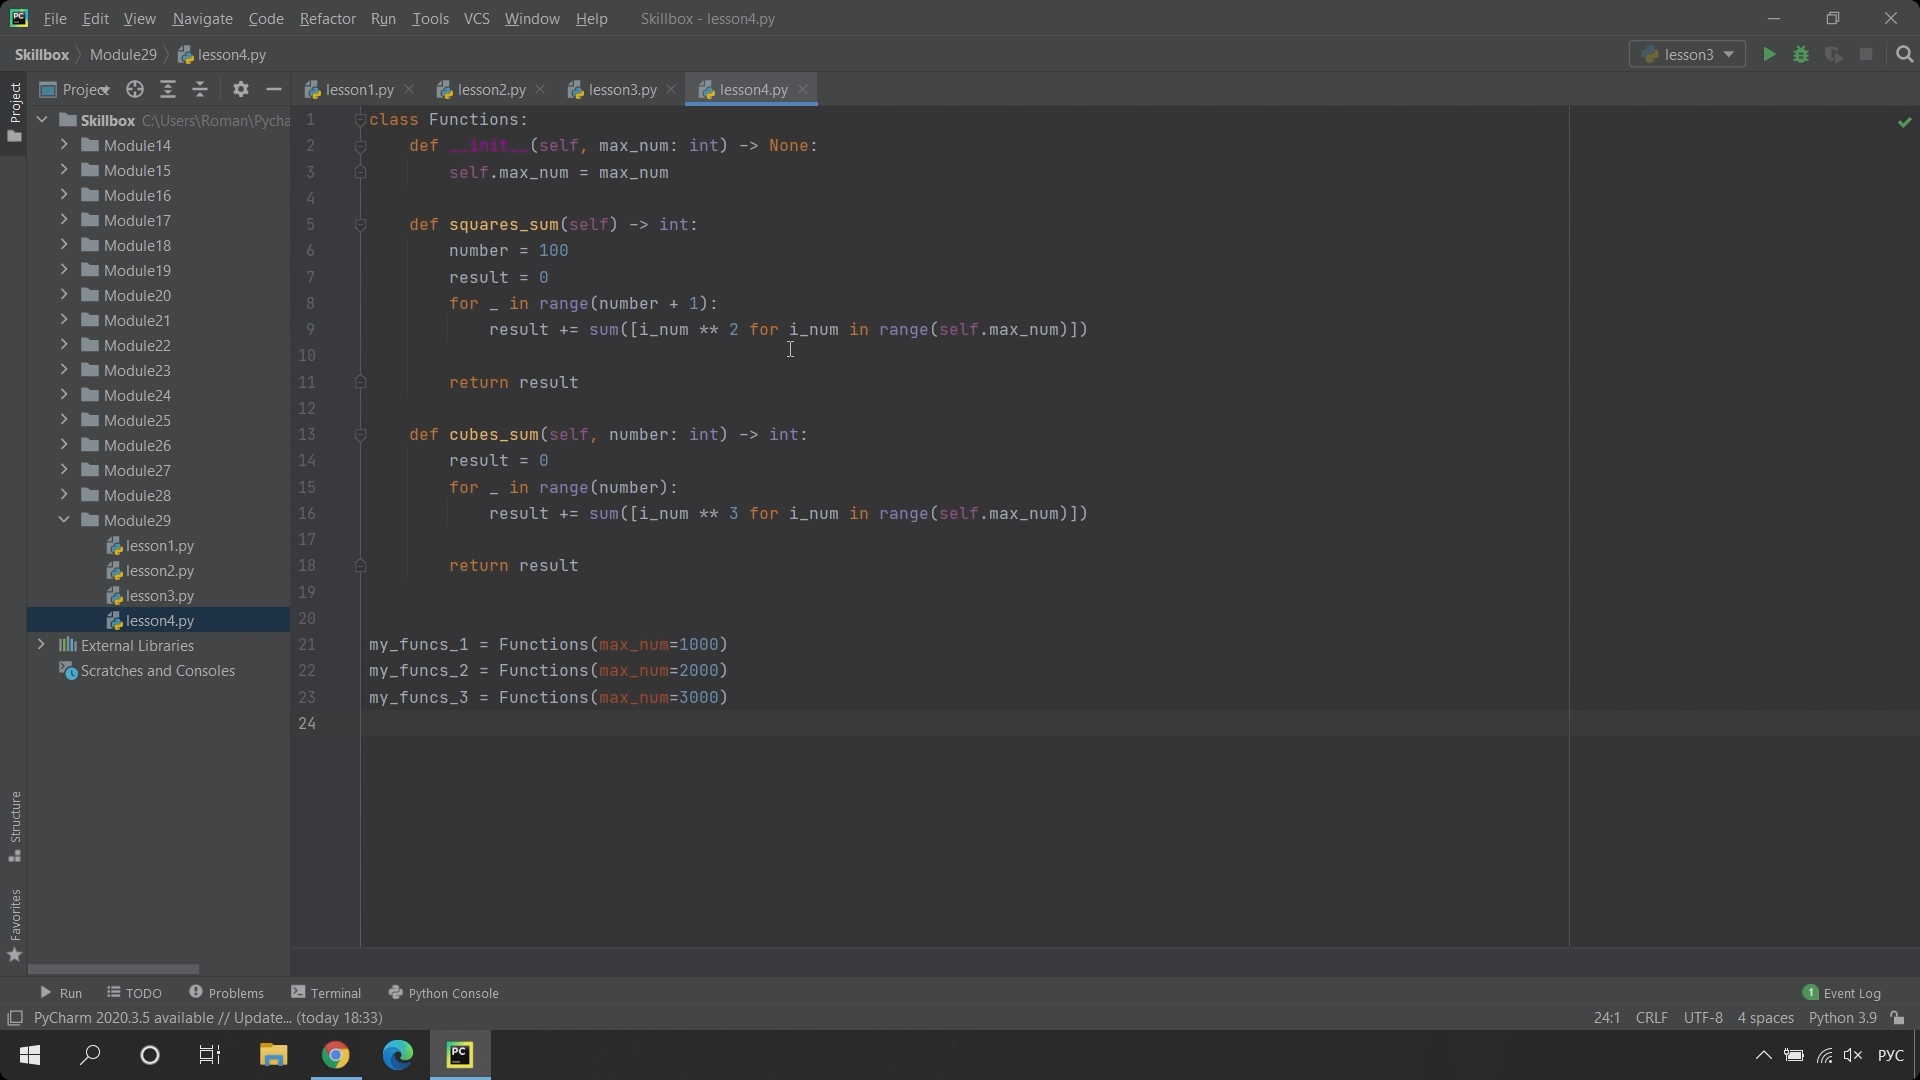 File Edit View Navigate Code Refactor Run Tools VCS Window Help Skillbox - lesson4.py
Skillbox Module29 lesson4.py lesson3
Project lesson1.py lesson2.py lesson3.py lesson4.py
Project
Skillbox C:\Users\Roman\Pycha
Module14
Module15
Module16
Module17
Module18
Module19
Module20
Module21
Module22
Module23
Module24
Module25
Module26
Module27
Module28
Module29
lesson1.py
lesson2.py
lesson3.py
lesson4.py
External Libraries
Scratches and Consoles
Structure
Favorites
1 class Functions:
2 def __init__(self, max_num: int) -> None:
3 self.max_num = max_num
4
5 def squares_sum(self) -> int:
6 number = 100
7 result = 0
8 for _ in range(number + 1):
9 result += sum([i_num ** 2 for i_num in range(self.max_num)])
10
11 return result
12
13 def cubes_sum(self, number: int) -> int:
14 result = 0
15 for _ in range(number):
16 result += sum([i_num ** 3 for i_num in range(self.max_num)])
17
18 return result
19
20
21 my_funcs_1 = Functions(max_num=1000)
22 my_funcs_2 = Functions(max_num=2000)
23 my_funcs_3 = Functions(max_num=3000)
24
Run TODO Problems Terminal Python Console 1 Event Log
PyCharm 2020.3.5 available // Update... (today 18:33) 24:1 CRLF UTF-8 4 spaces Python 3.9
PC РУС